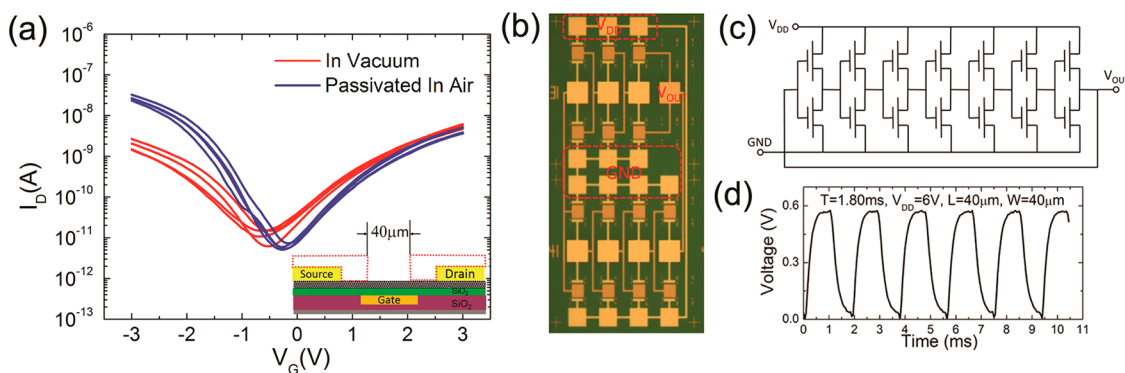 (a)
10⁻⁶
10⁻⁷
10⁻⁸
10⁻⁹
10⁻¹⁰
10⁻¹¹
10⁻¹²
10⁻¹³
I_D(A)
In Vacuum
Passivated In Air
40μm
Source
Drain
SiO₂
Gate
SiO₂
-3 -2 -1 0 1 2 3
V_G(V)
(b)
V_DD
V_OU
GND
(c)
V_DD
V_OU
GND
(d)
T=1.80ms, V_DD=6V, L=40μm, W=40μm
0.6
0.3
0.0
Voltage (V)
0 1 2 3 4 5 6 7 8 9 10 11
Time (ms)